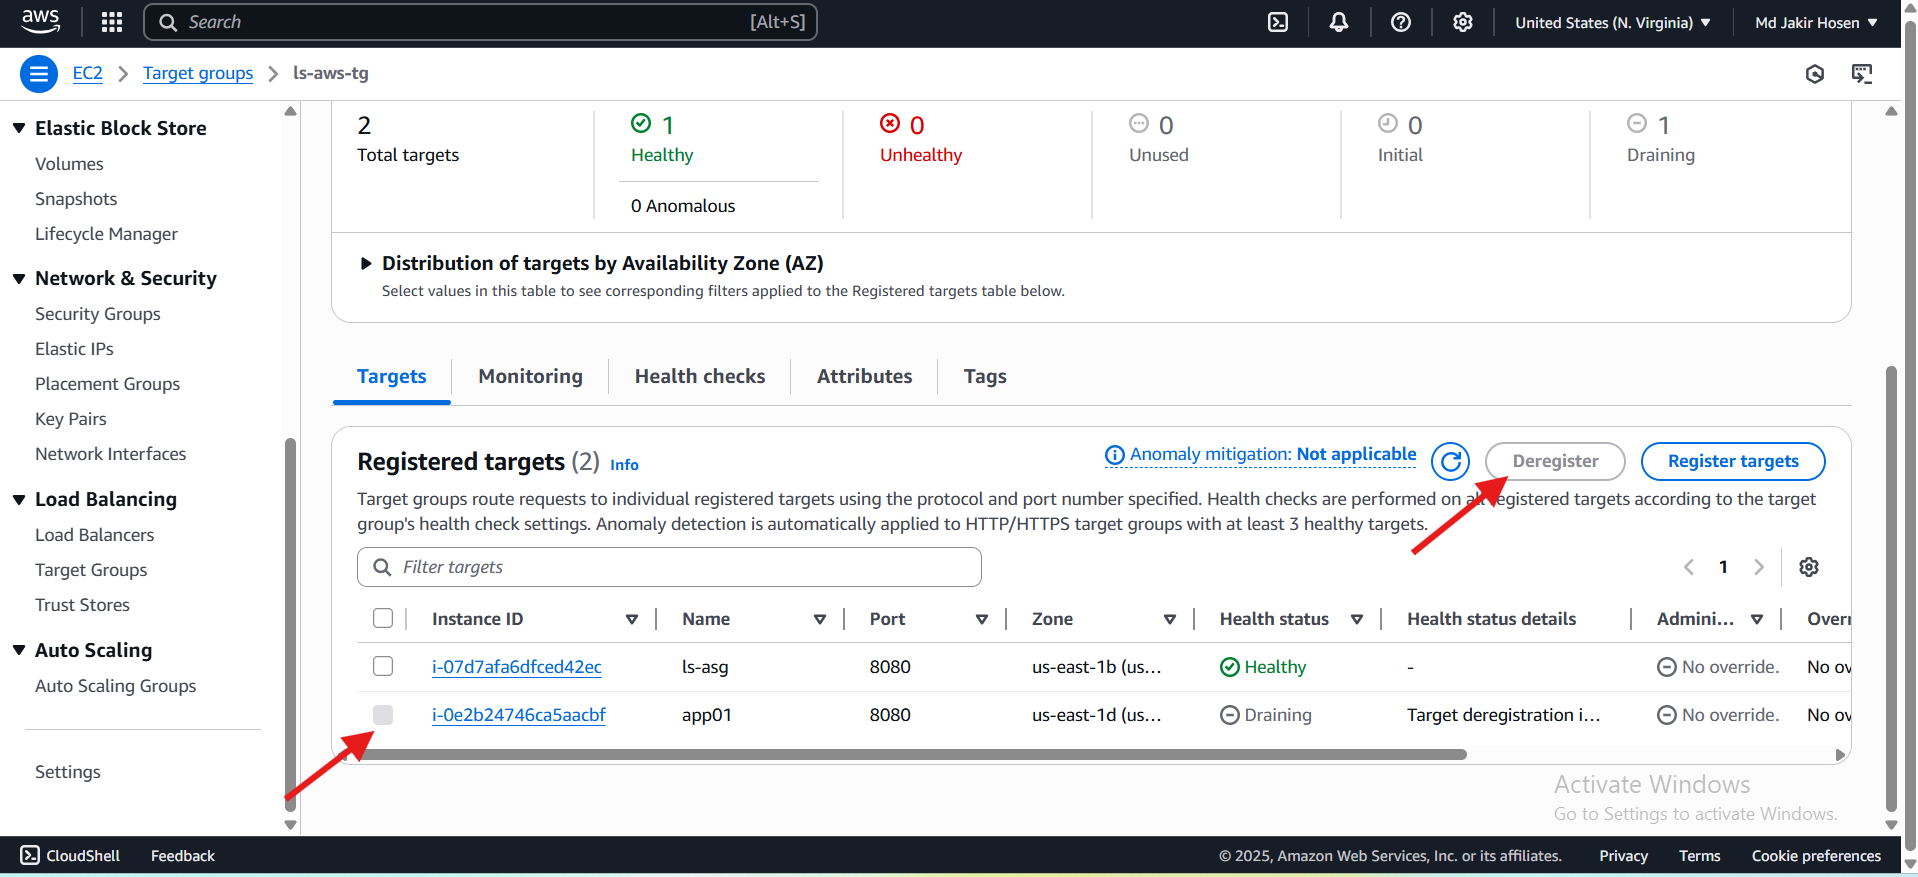 aws
Search [Alt+S]
United States (N. Virginia) Md Jakir Hosen
EC2 Target groups ls-aws-tg
Elastic Block Store
Volumes
Snapshots
Lifecycle Manager
Network & Security
Security Groups
Elastic IPs
Placement Groups
Key Pairs
Network Interfaces
Load Balancing
Load Balancers
Target Groups
Trust Stores
Auto Scaling
Auto Scaling Groups
Settings
2 1 0 0 0 1
Total targets Healthy Unhealthy Unused Initial Draining
0 Anomalous
Distribution of targets by Availability Zone (AZ)
Select values in this table to see corresponding filters applied to the Registered targets table below.
Targets Monitoring Health checks Attributes Tags
Registered targets (2) Info Anomaly mitigation: Not applicable Deregister Register targets
Target groups route requests to individual registered targets using the protocol and port number specified. Health checks are performed on all registered targets according to the target
group's health check settings. Anomaly detection is automatically applied to HTTP/HTTPS target groups with at least 3 healthy targets.
Filter targets 1
Instance ID Name Port Zone Health status Health status details Admini... Overr
i-07d7afa6dfced42ec ls-asg 8080 us-east-1b (us... Healthy - No override. No ov
i-0e2b24746ca5aacbf app01 8080 us-east-1d (us... Draining Target deregistration i... No override. No ov
Activate Windows
Go to Settings to activate Windows.
CloudShell Feedback © 2025, Amazon Web Services, Inc. or its affiliates. Privacy Terms Cookie preferences